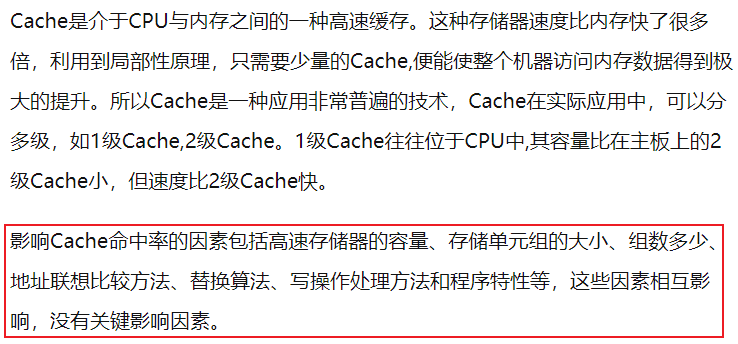 Cache是介于CPU与内存之间的一种高速缓存。这种存储器速度比内存快了很多
倍，利用到局部性原理，只需要少量的Cache,便能使整个机器访问内存数据得到极
大的提升。所以Cache是一种应用非常普遍的技术，Cache在实际应用中，可以分
多级，如1级Cache,2级Cache。1级Cache往往位于CPU中,其容量比在主板上的2
级Cache小，但速度比2级Cache快。
影响Cache命中率的因素包括高速存储器的容量、存储单元组的大小、组数多少、
地址联想比较方法、替换算法、写操作处理方法和程序特性等，这些因素相互影
响，没有关键影响因素。